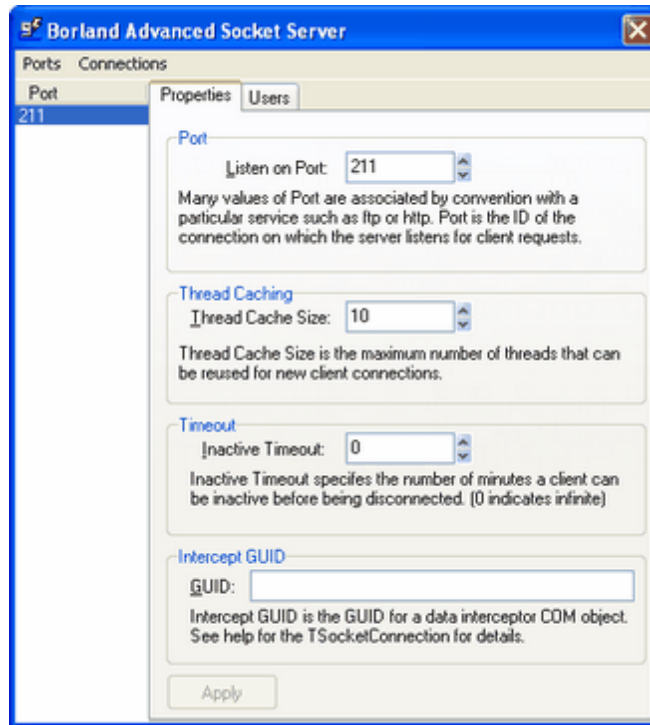 Borland Advanced Socket Server
Ports Connections
Port
211
Properties Users
Port
Listen on Port: 211
Many values of Port are associated by convention with a
particular service such as ftp or http. Port is the ID of the
connection on which the server listens for client requests.
Thread Caching
Thread Cache Size: 10
Thread Cache Size is the maximum number of threads that can
be reused for new client connections.
Timeout
Inactive Timeout: 0
Inactive Timeout specifes the number of minutes a client can
be inactive before being disconnected. (0 indicates infinite)
Intercept GUID
GUID:
Intercept GUID is the GUID for a data interceptor COM object.
See help for the TSocketConnection for details.
Apply